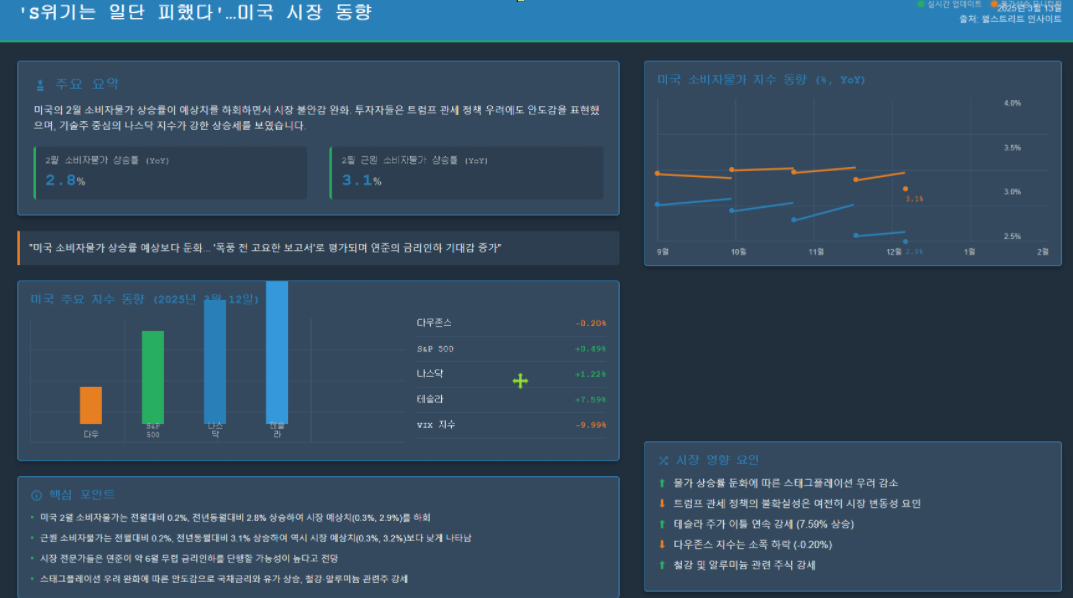 'S위기는 일단 피했다'…미국 시장 동향
실시간 업데이트
2025년 3월 13일
출처: 월스트리트 인사이트
주요 요약
미국의 2월 소비자물가 상승률이 예상치를 하회하면서 시장 불안감 완화. 투자자들은 트럼프 관세 정책 우려에도 안도감을 표현했
으며, 기술주 중심의 나스닥 지수가 강한 상승세를 보였습니다.
2월 소비자물가 상승률 (YoY)
2.8%
2월 근원 소비자물가 상승률 (YoY)
3.1%
"미국 소비자물가 상승률 예상보다 둔화... '폭풍 전 고요한 보고서'로 평가되며 연준의 금리인하 기대감 증가"
미국 주요 지수 동향 (2025년 3월 12일)
다우
S&P
500
나스
닥
테슬
라
다우존스 -0.20%
S&P 500 +0.49%
나스닥 +1.22%
테슬라 +7.59%
VIX 지수 -9.99%
핵심 포인트
• 미국 2월 소비자물가는 전월대비 0.2%, 전년동월대비 2.8% 상승하여 시장 예상치(0.3%, 2.9%)를 하회
• 근원 소비자물가는 전월대비 0.2%, 전년동월대비 3.1% 상승하여 역시 시장 예상치(0.3%, 3.2%)보다 낮게 나타남
• 시장 전문가들은 연준이 약 6월 무렵 금리인하를 단행할 가능성이 높다고 전망
• 스태그플레이션 우려 완화에 따른 안도감으로 국채금리와 유가 상승, 철강·알루미늄 관련주 강세
미국 소비자물가 지수 동향 (%, YoY)
4.0%
3.5%
3.0%
2.5%
3.1%
9월 10월 11월 12월 1월 2월
시장 영향 요인
⬆ 물가 상승률 둔화에 따른 스태그플레이션 우려 감소
⬇ 트럼프 관세 정책의 불확실성은 여전히 시장 변동성 요인
⬆ 테슬라 주가 이틀 연속 강세 (7.59% 상승)
⬇ 다우존스 지수는 소폭 하락 (-0.20%)
⬆ 철강 및 알루미늄 관련 주식 강세